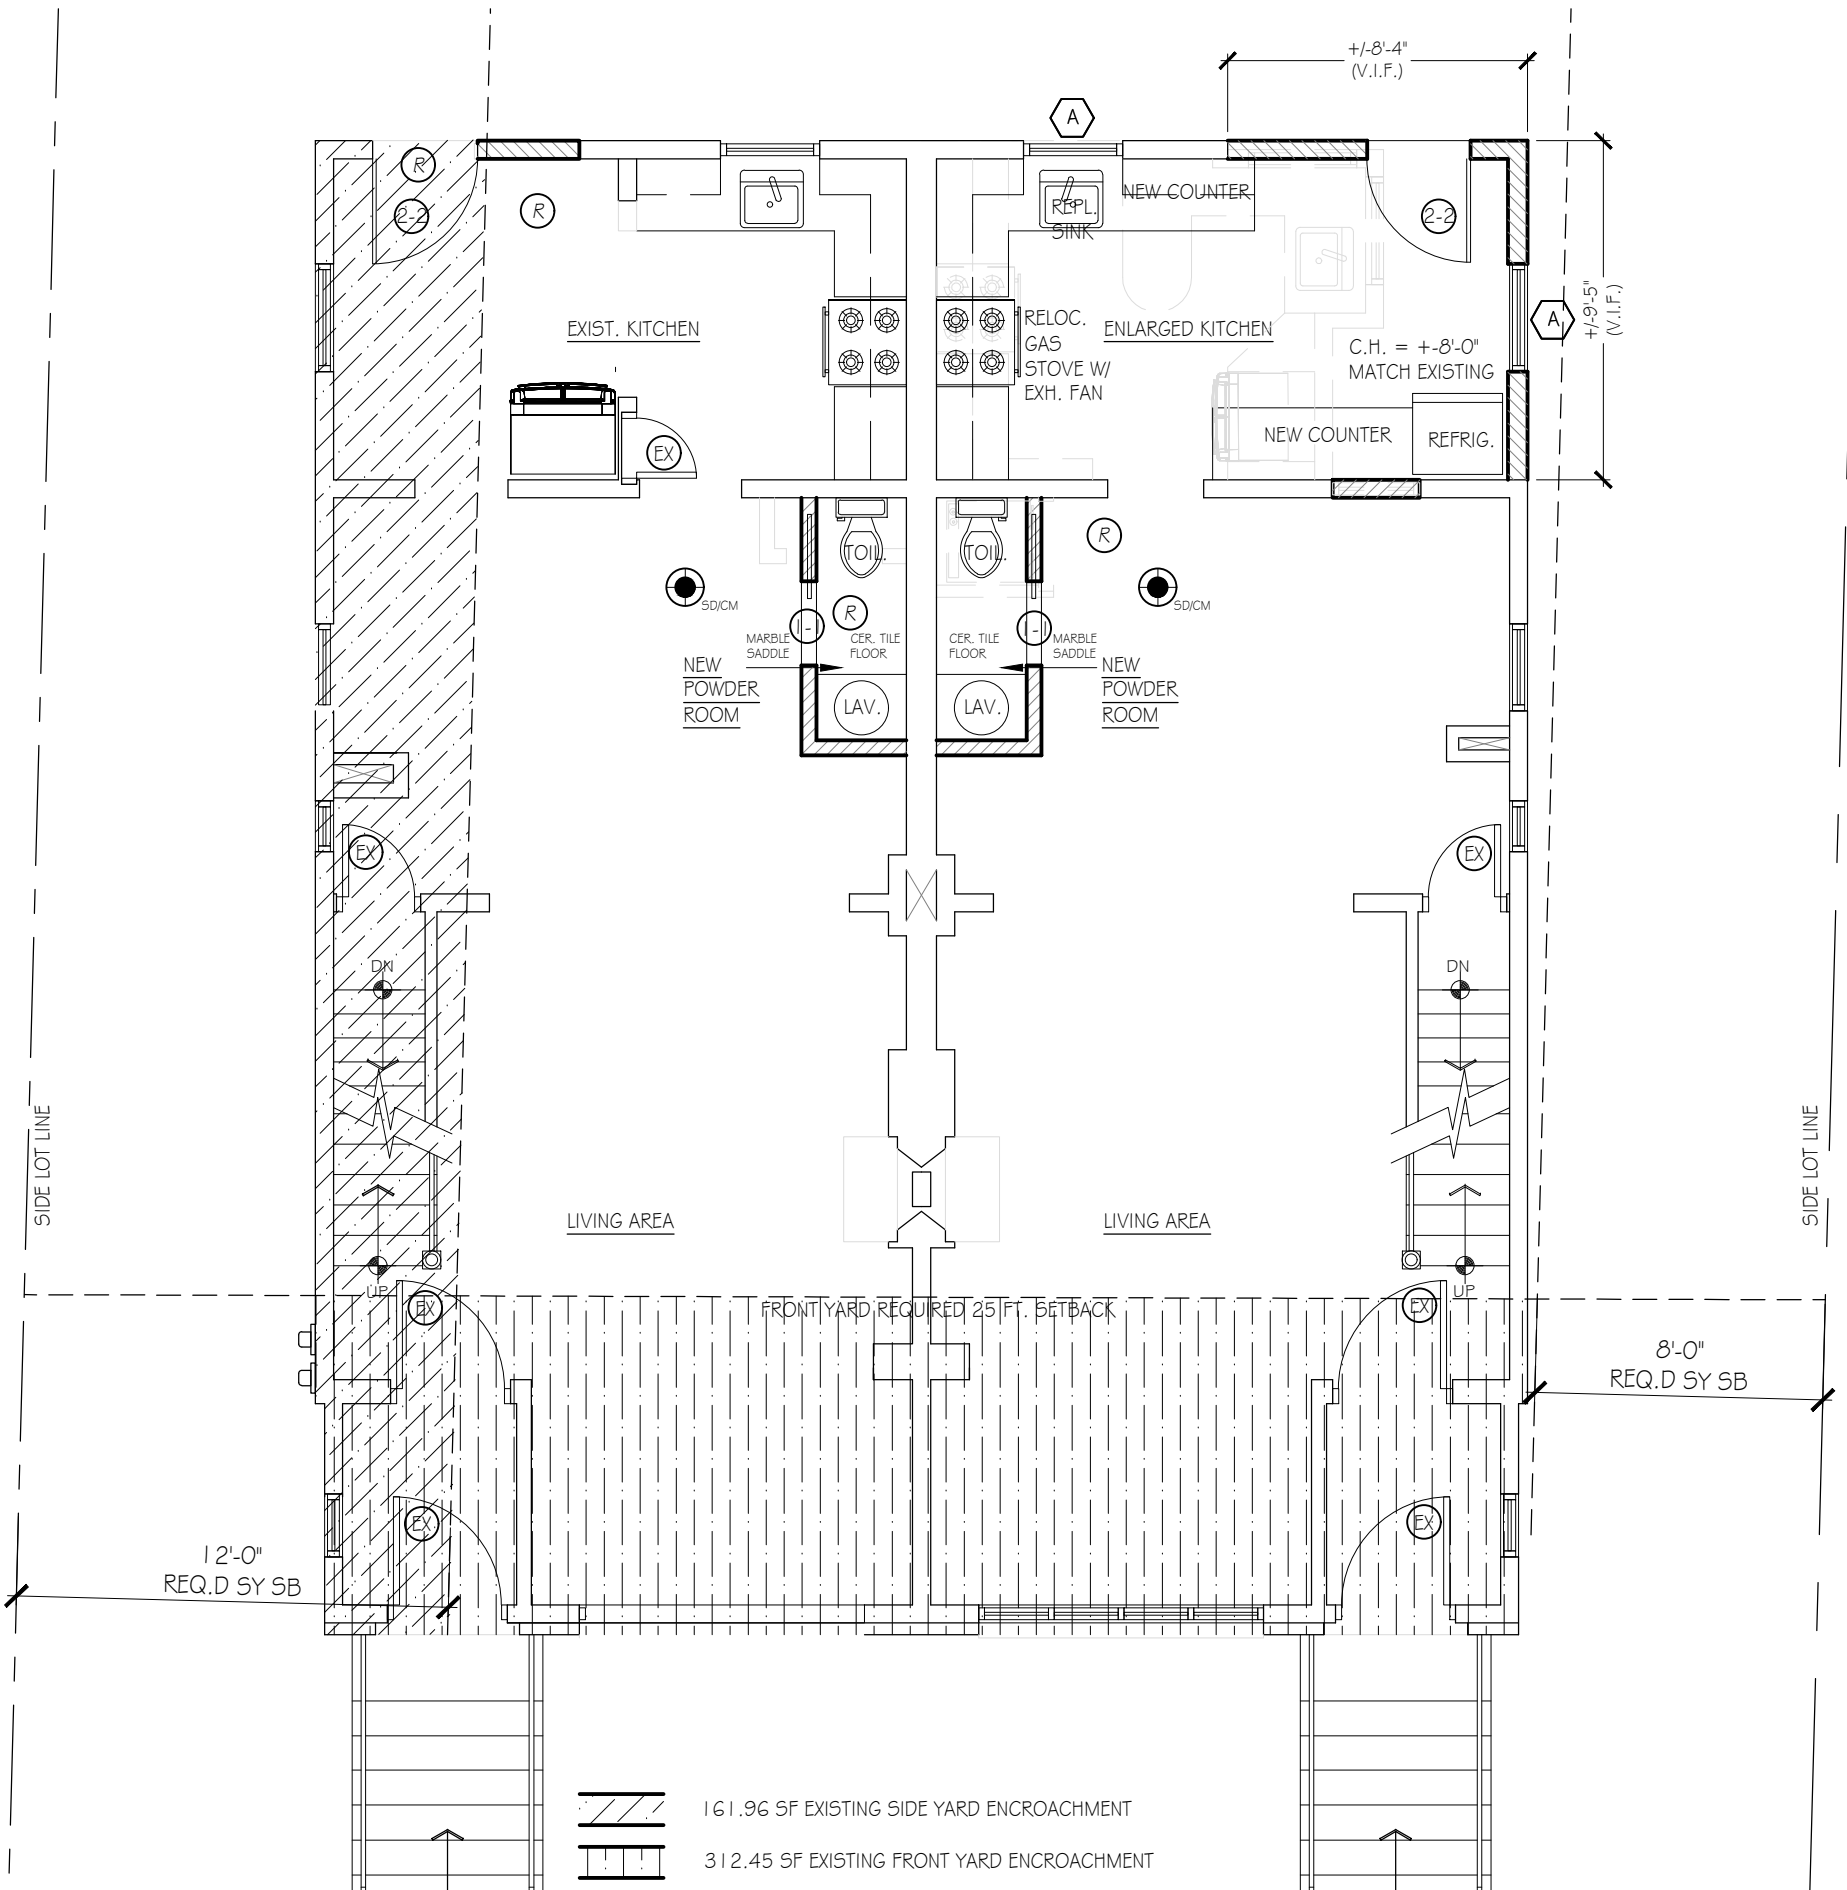 +/-8'-4"
(V.I.F.)
A
R
2-2
R
REPL.
SINK
NEW COUNTER
2-2
+/-9'-5"
(V.I.F.)
A
EXIST. KITCHEN
RELOC.
GAS
STOVE W/
EXH. FAN
ENLARGED KITCHEN
C.H. = +-8'-0"
MATCH EXISTING
NEW COUNTER
REFRIG.
EX
TOIL.
TOIL.
R
SD/CM
SD/CM
R
1-1
1-1
MARBLE
SADDLE
CER. TILE
FLOOR
CER. TILE
FLOOR
MARBLE
SADDLE
NEW
POWDER
ROOM
LAV.
LAV.
NEW
POWDER
ROOM
EX
EX
DN
DN
SIDE LOT LINE
SIDE LOT LINE
LIVING AREA
LIVING AREA
UP
UP
EX
EX
FRONT YARD REQUIRED 25 FT. SETBACK
8'-0"
REQ.D SY SB
EX
EX
12'-0"
REQ.D SY SB
161.96 SF EXISTING SIDE YARD ENCROACHMENT
312.45 SF EXISTING FRONT YARD ENCROACHMENT